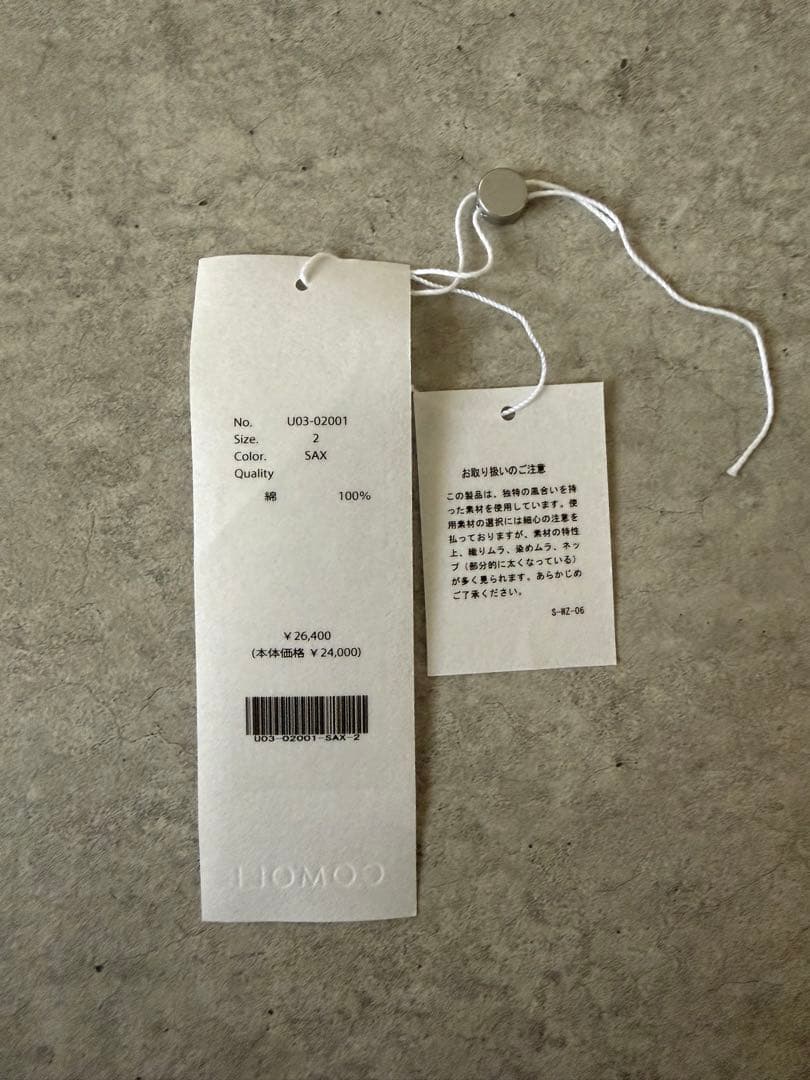 No. U03-02001
Size. 2
Color. SAX
Quality
綿 100%
￥26,400
(本体価格 ￥24,000)
U03-02001-SAX-2
COMOLI
お取り扱いのご注意
この製品は、独特の風合いを持
った素材を使用しています。使
用素材の選択には細心の注意を
払っておりますが、素材の特性
上、織りムラ、染めムラ、ネッ
プ（部分的に太くなっている）
が多く見られます。あらかじめ
ご了承ください。
S-WZ-06